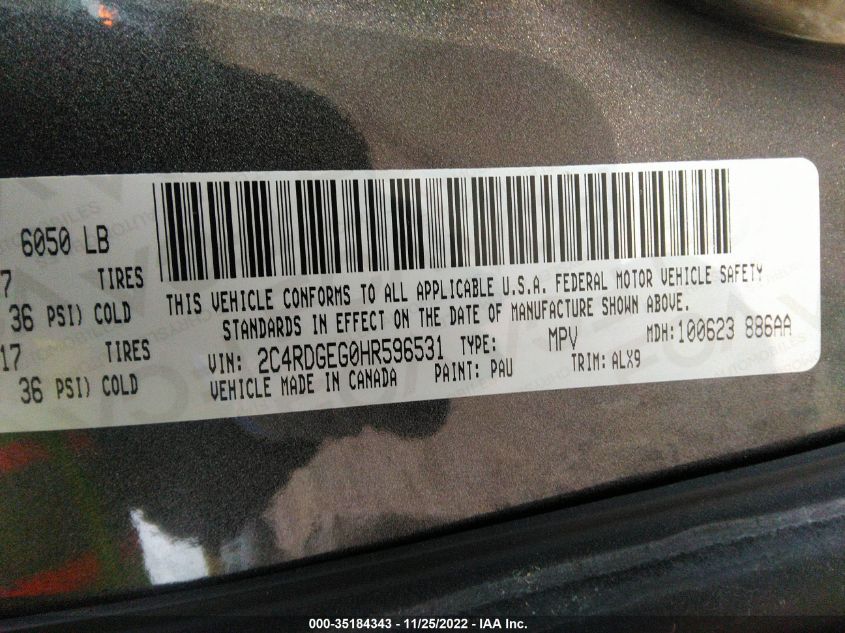 6050 LB
7 TIRES
36 PSI) COLD
17 TIRES
36 PSI) COLD
THIS VEHICLE CONFORMS TO ALL APPLICABLE U.S.A. FEDERAL MOTOR VEHICLE SAFETY
STANDARDS IN EFFECT ON THE DATE OF MANUFACTURE SHOWN ABOVE.
VIN: 2C4RDGEG0HR596531 TYPE: MPV MDH:100623 886AA
VEHICLE MADE IN CANADA PAINT: PAU TRIM: ALX9
000-35184343 - 11/25/2022 - IAA Inc.